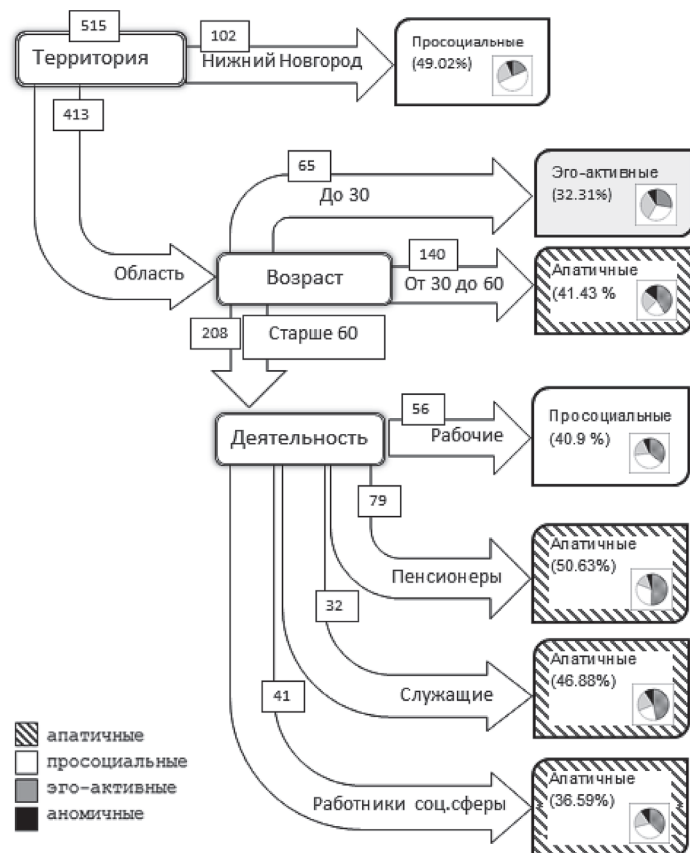 515
Территория
102
Нижний Новгород
Просоциальные
(49.02%)
413
65
До 30
Эго-активные
(32.31%)
Область
Возраст
140
От 30 до 60
Апатичные
(41.43 %
208
Старше 60
Деятельность
56
Рабочие
Просоциальные
(40.9 %)
79
Пенсионеры
Апатичные
(50.63%)
32
Служащие
Апатичные
(46.88%)
41
Работники соц.сферы
Апатичные
(36.59%)
апатичные
просоциальные
эго-активные
аномичные